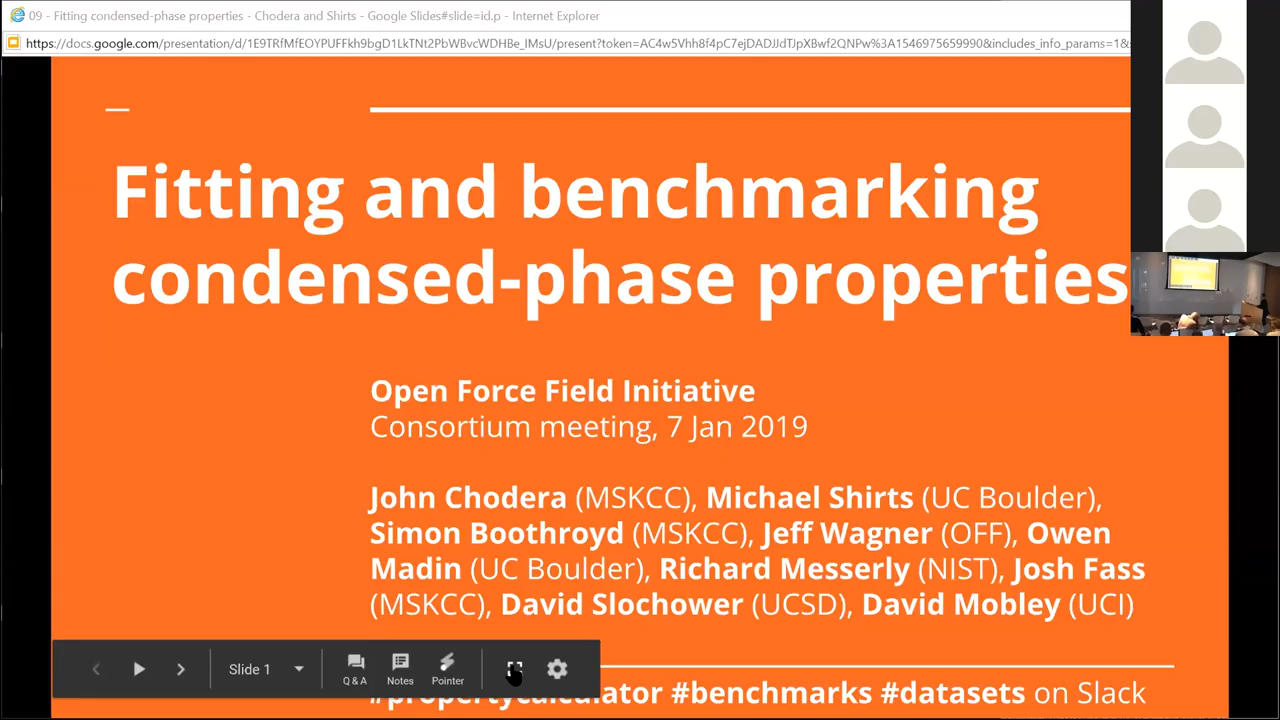 09 - Fitting condensed-phase properties - Chodera and Shirts - Google Slides#slide=id.p - Internet Explorer
https://docs.google.com/presentation/d/1E9TRfMfEOYPUFFkh9bgD1LkTNt2PbWBvcWDHBe_IMsU/present?token=AC4w5Vhh8f4pC7ejDADJJdTJpXBwf2QNPw%3A1546975659990&includes_info_params=1&
Fitting and benchmarking
condensed-phase properties
Open Force Field Initiative
Consortium meeting, 7 Jan 2019
John Chodera (MSKCC), Michael Shirts (UC Boulder),
Simon Boothroyd (MSKCC), Jeff Wagner (OFF), Owen
Madin (UC Boulder), Richard Messerly (NIST), Josh Fass
(MSKCC), David Slochower (UCSD), David Mobley (UCI)
Slide 1
Q & A
Notes
Pointer
#propertycalculator #benchmarks #datasets on Slack